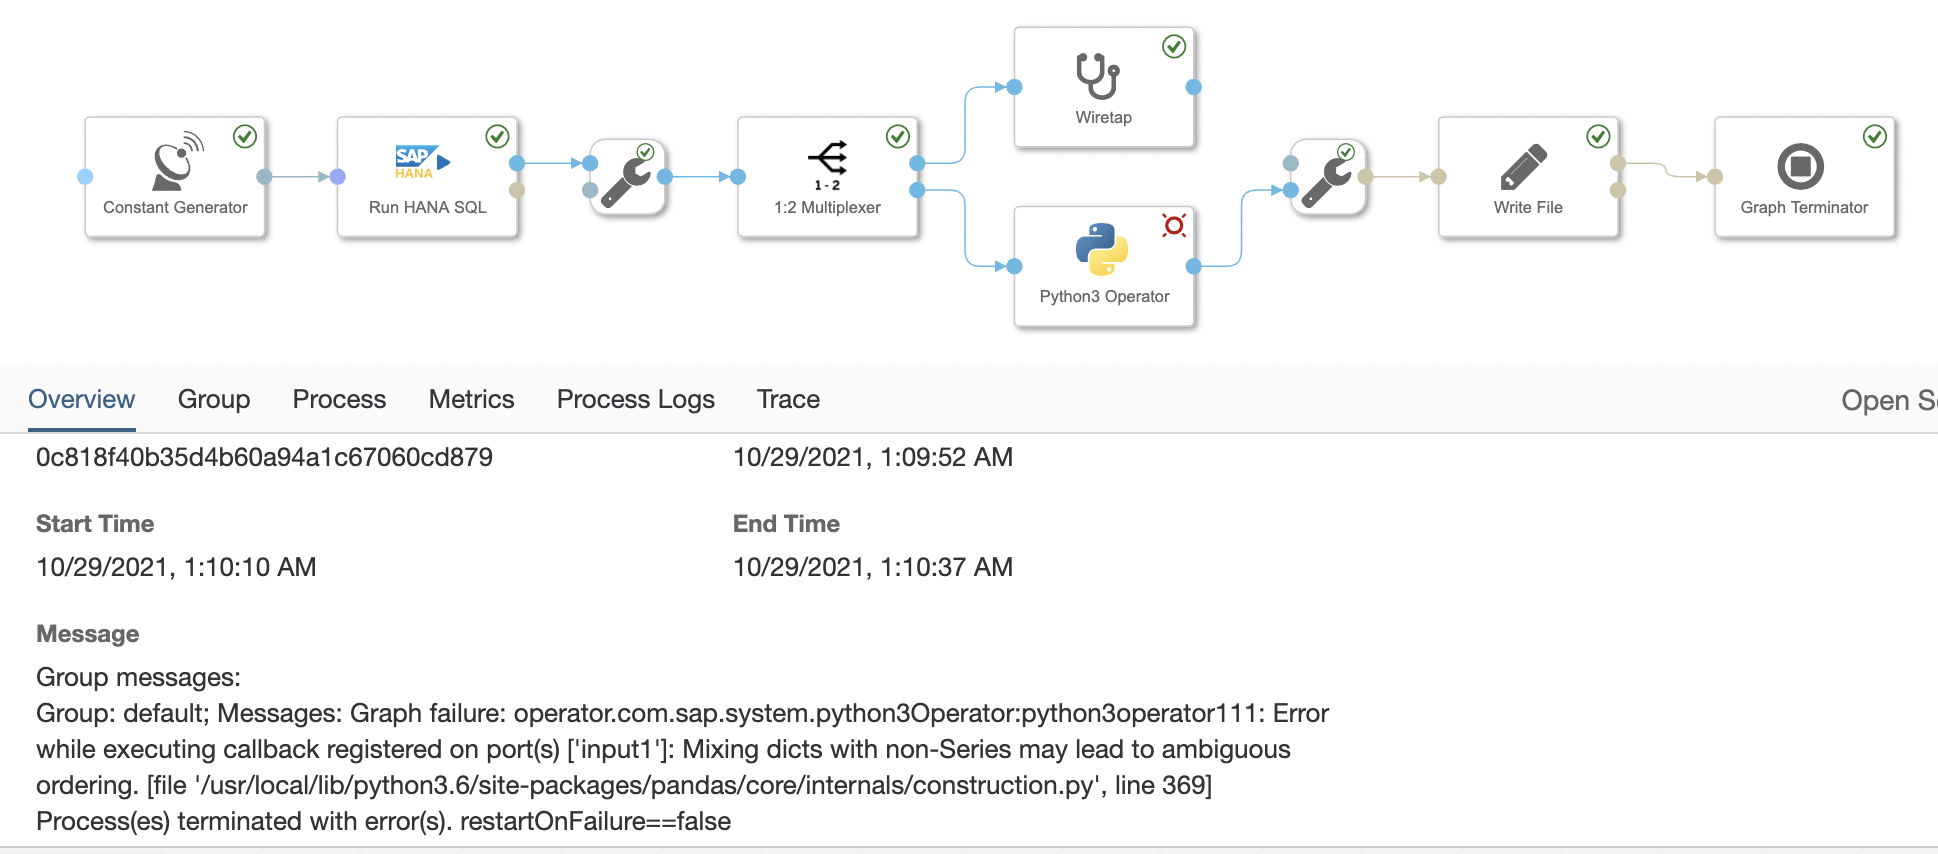 Wiretap
SAP
HANA
1-2
Constant Generator
Run HANA SQL
1:2 Multiplexer
Write File
Graph Terminator
Python3 Operator
Overview
Group
Process
Metrics
Process Logs
Trace
Open Se
0c818f40b35d4b60a94a1c67060cd879
10/29/2021, 1:09:52 AM
Start Time
End Time
10/29/2021, 1:10:10 AM
10/29/2021, 1:10:37 AM
Message
Group messages:
Group: default; Messages: Graph failure: operator.com.sap.system.python3Operator:python3operator111: Error
while executing callback registered on port(s) ['input1']: Mixing dicts with non-Series may lead to ambiguous
ordering. [file '/usr/local/lib/python3.6/site-packages/pandas/core/internals/construction.py', line 369]
Process(es) terminated with error(s). restartOnFailure==false